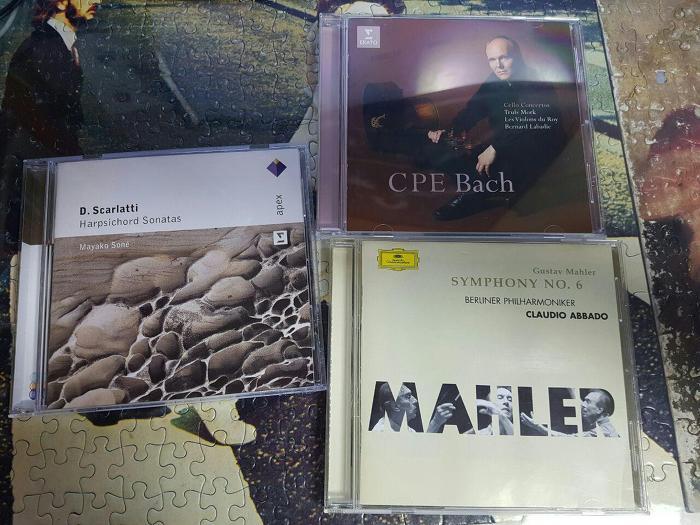 D. Scarlatti
Harpsichord Sonatas
Mayako Soné
apex
ERATO
Cello Concertos
Truls Mørk
Les Violons du Roy
Bernard Labadie
CPE Bach
Gustav Mahler
SYMPHONY NO. 6
BERLINER PHILHARMONIKER
CLAUDIO ABBADO
MAHLER